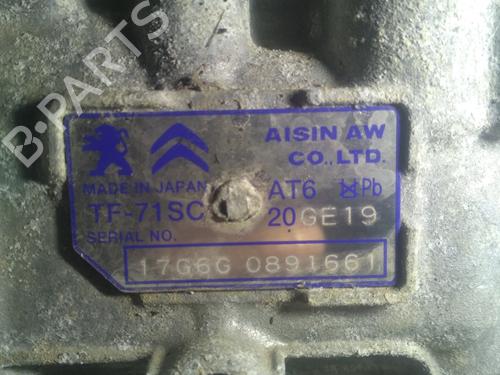 B-PARTS
AISIN AW
CO.,LTD.
MADE IN JAPAN
AT6 Pb
TF-71SC
20GE19
SERIAL NO.
17G6G 0891661